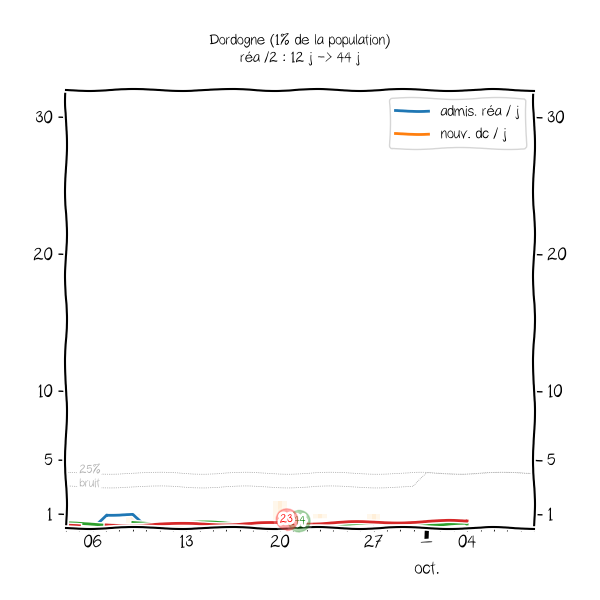 Dordogne (1% de la population)
réa /2 : 12 j -> 44 j
admis. réa / j
nouv. dc / j
30
30
20
20
10
10
5
5
25%
bruit
1
1
23
06
13
20
27
04
oct.